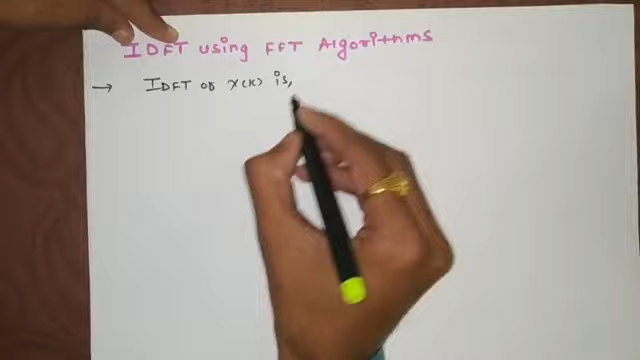 IDFT using FFT Algorithms
→ IDFT of X(K) is,